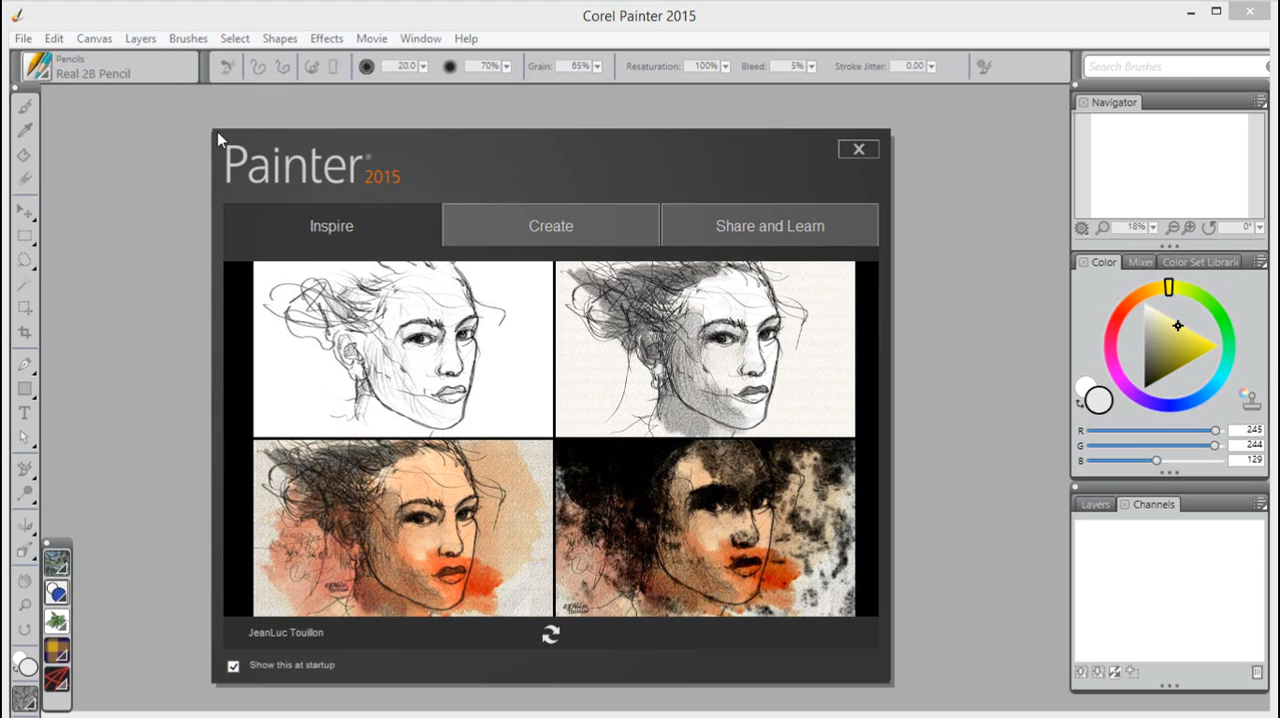 Corel Painter 2015
File Edit Canvas Layers Brushes Select Shapes Effects Movie Window Help
Pencils
Real 2B Pencil
20.0 70% Grain: 65% Resaturation: 100% Bleed: 5% Stroke Jitter: 0.00
Search Brushes
Navigator
18% 0°
Color Mixer Color Set Librari
R 245
G 244
B 129
Layers Channels
Painter® 2015
X
Inspire Create Share and Learn
JeanLuc Touillon
Show this at startup
T